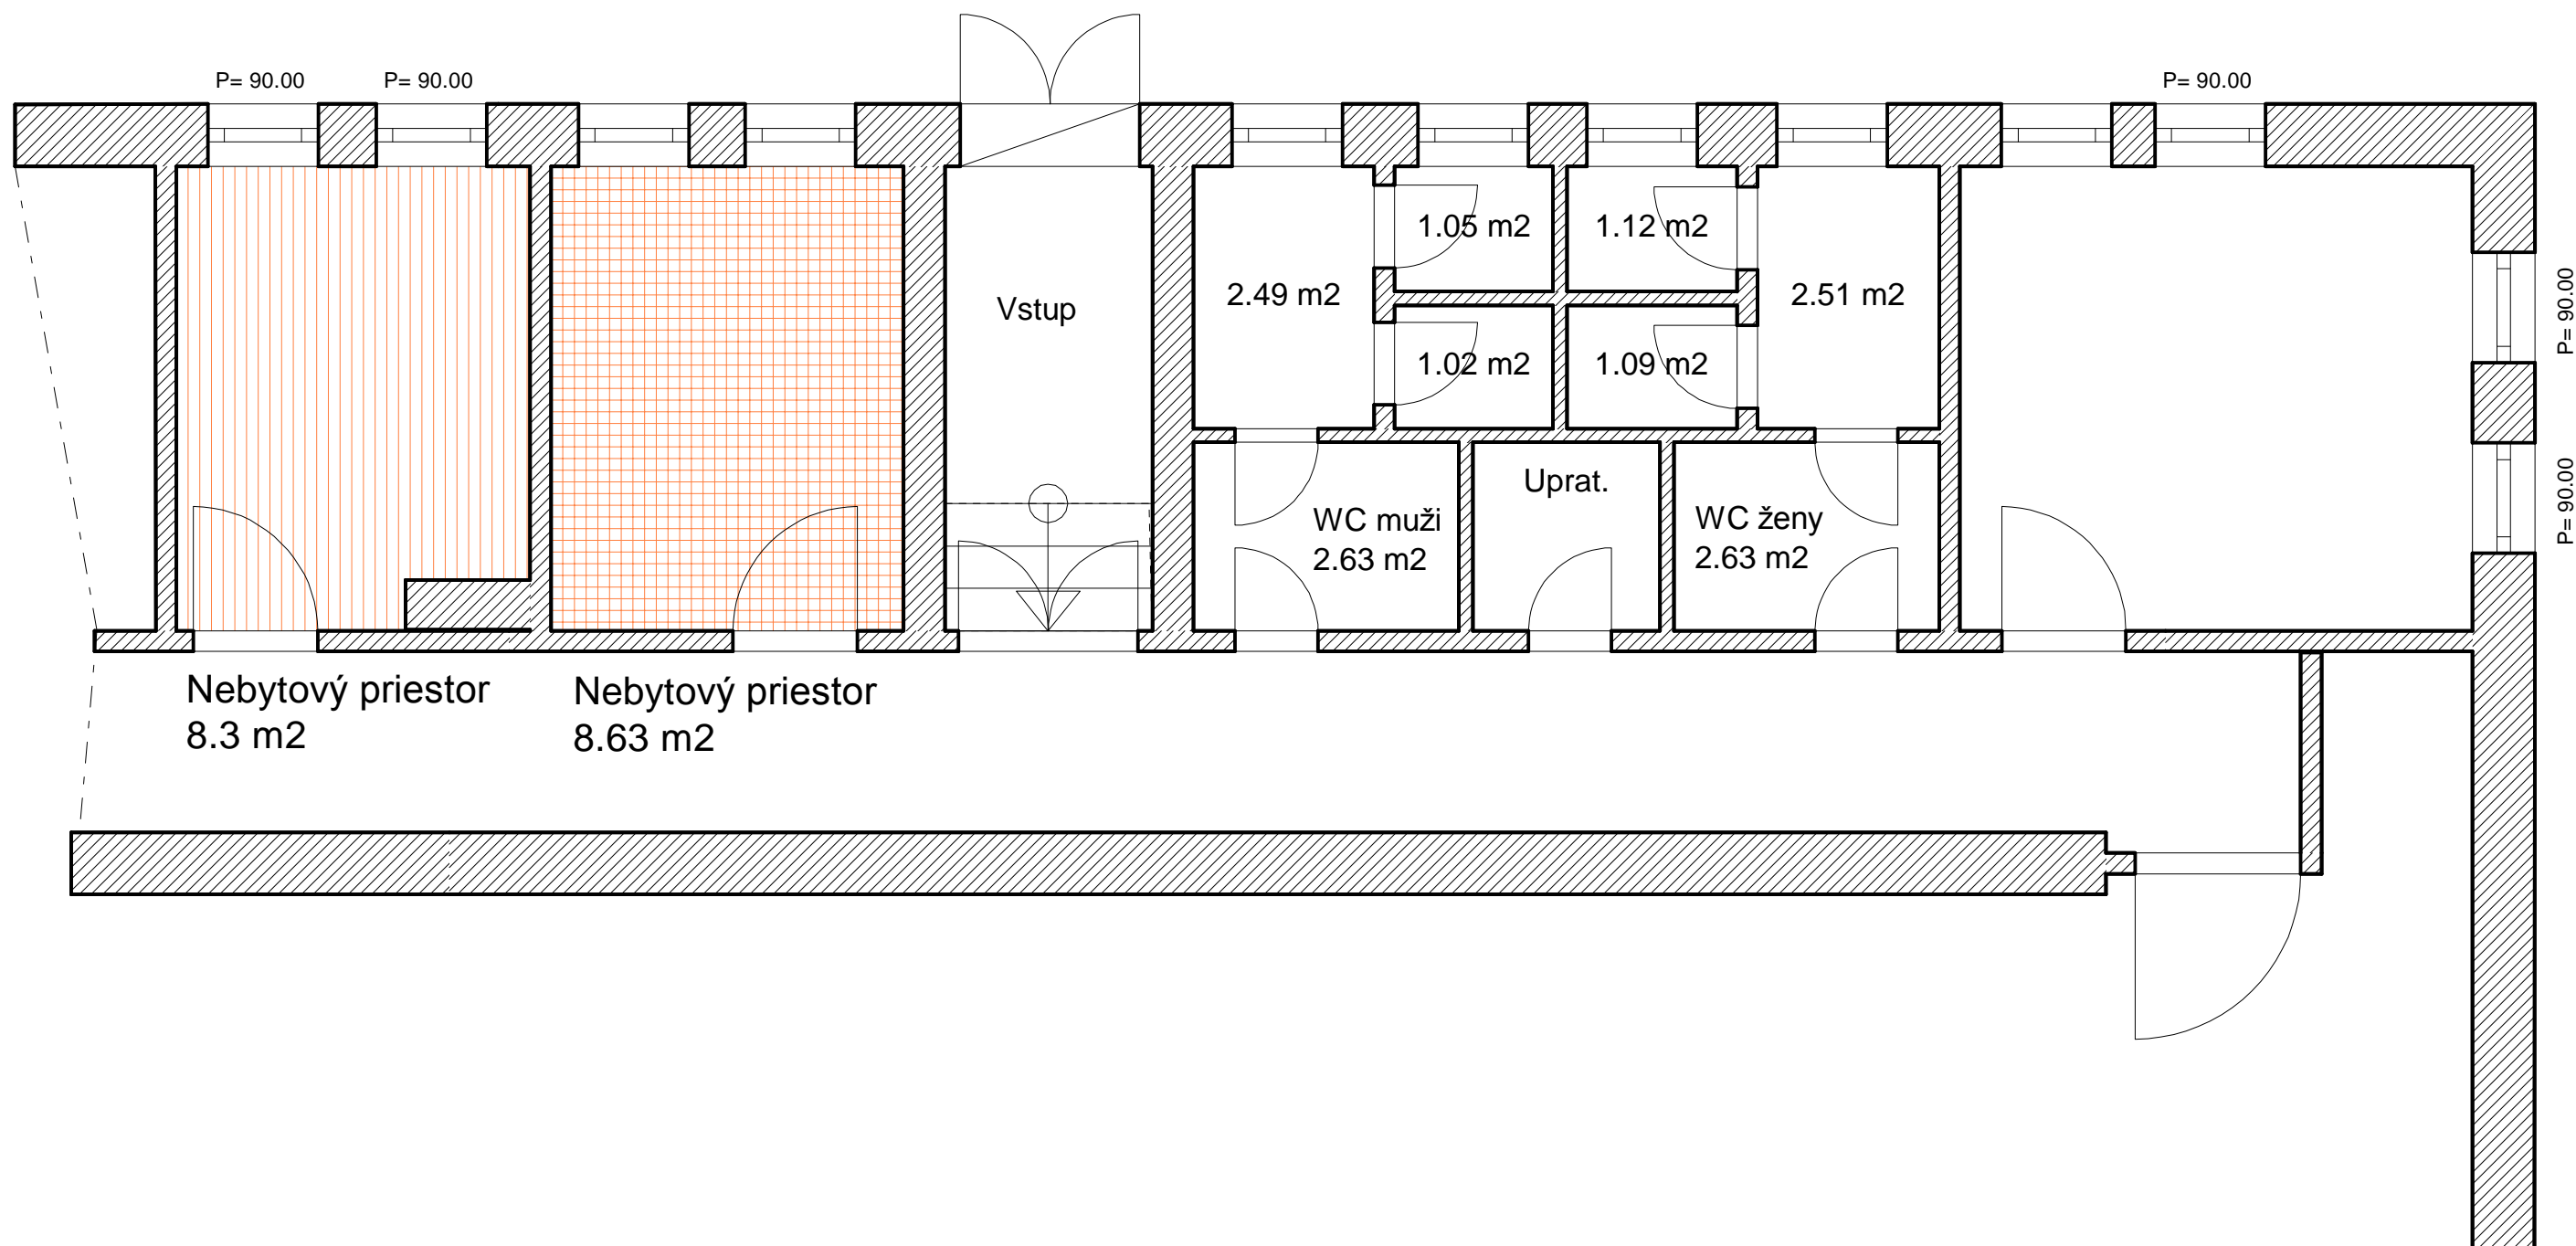 P= 90.00
P= 90.00
P= 90.00
1.05 m2
1.12 m2
2.49 m2
2.51 m2
Vstup
P= 90.00
1.02 m2
1.09 m2
Uprat.
WC muži
2.63 m2
WC ženy
2.63 m2
P= 90.00
Nebytový priestor
8.3 m2
Nebytový priestor
8.63 m2